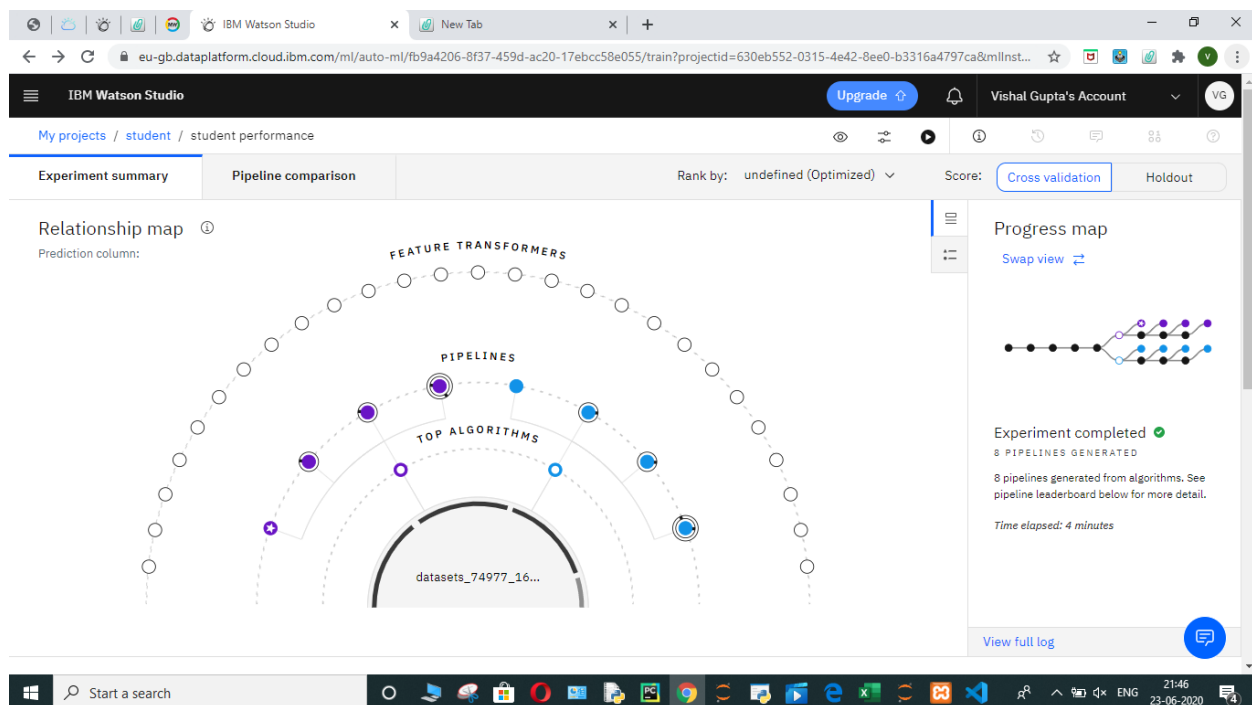 IBM Watson Studio
New Tab
eu-gb.dataplatform.cloud.ibm.com/ml/auto-ml/fb9a4206-8f37-459d-ac20-17ebcc58e055/train?projectid=630eb552-0315-4e42-8ee0-b3316a4797ca&mlInst...
V
IBM Watson Studio
Upgrade
Vishal Gupta's Account
VG
My projects / student / student performance
Experiment summary
Pipeline comparison
Rank by: undefined (Optimized)
Score: Cross validation Holdout
Relationship map
Prediction column:
FEATURE TRANSFORMERS
PIPELINES
TOP ALGORITHMS
datasets_74977_16...
Progress map
Swap view
Experiment completed
8 PIPELINES GENERATED
8 pipelines generated from algorithms. See
pipeline leaderboard below for more detail.
Time elapsed: 4 minutes
View full log
Start a search
ENG
21:46
23-06-2020
4